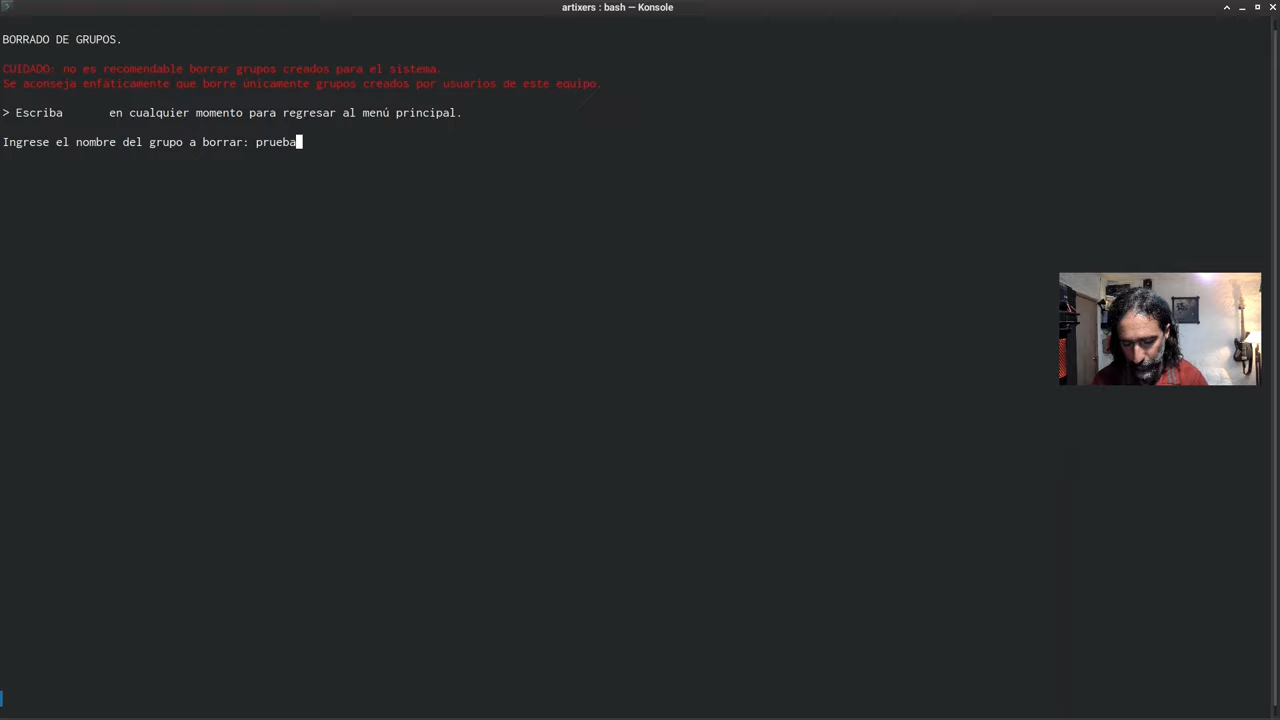 artixers : bash — Konsole
BORRADO DE GRUPOS.
CUIDADO: no es recomendable borrar grupos creados para el sistema.
Se aconseja enfáticamente que borre únicamente grupos creados por usuarios de este equipo.
> Escriba en cualquier momento para regresar al menú principal.
Ingrese el nombre del grupo a borrar: prueba